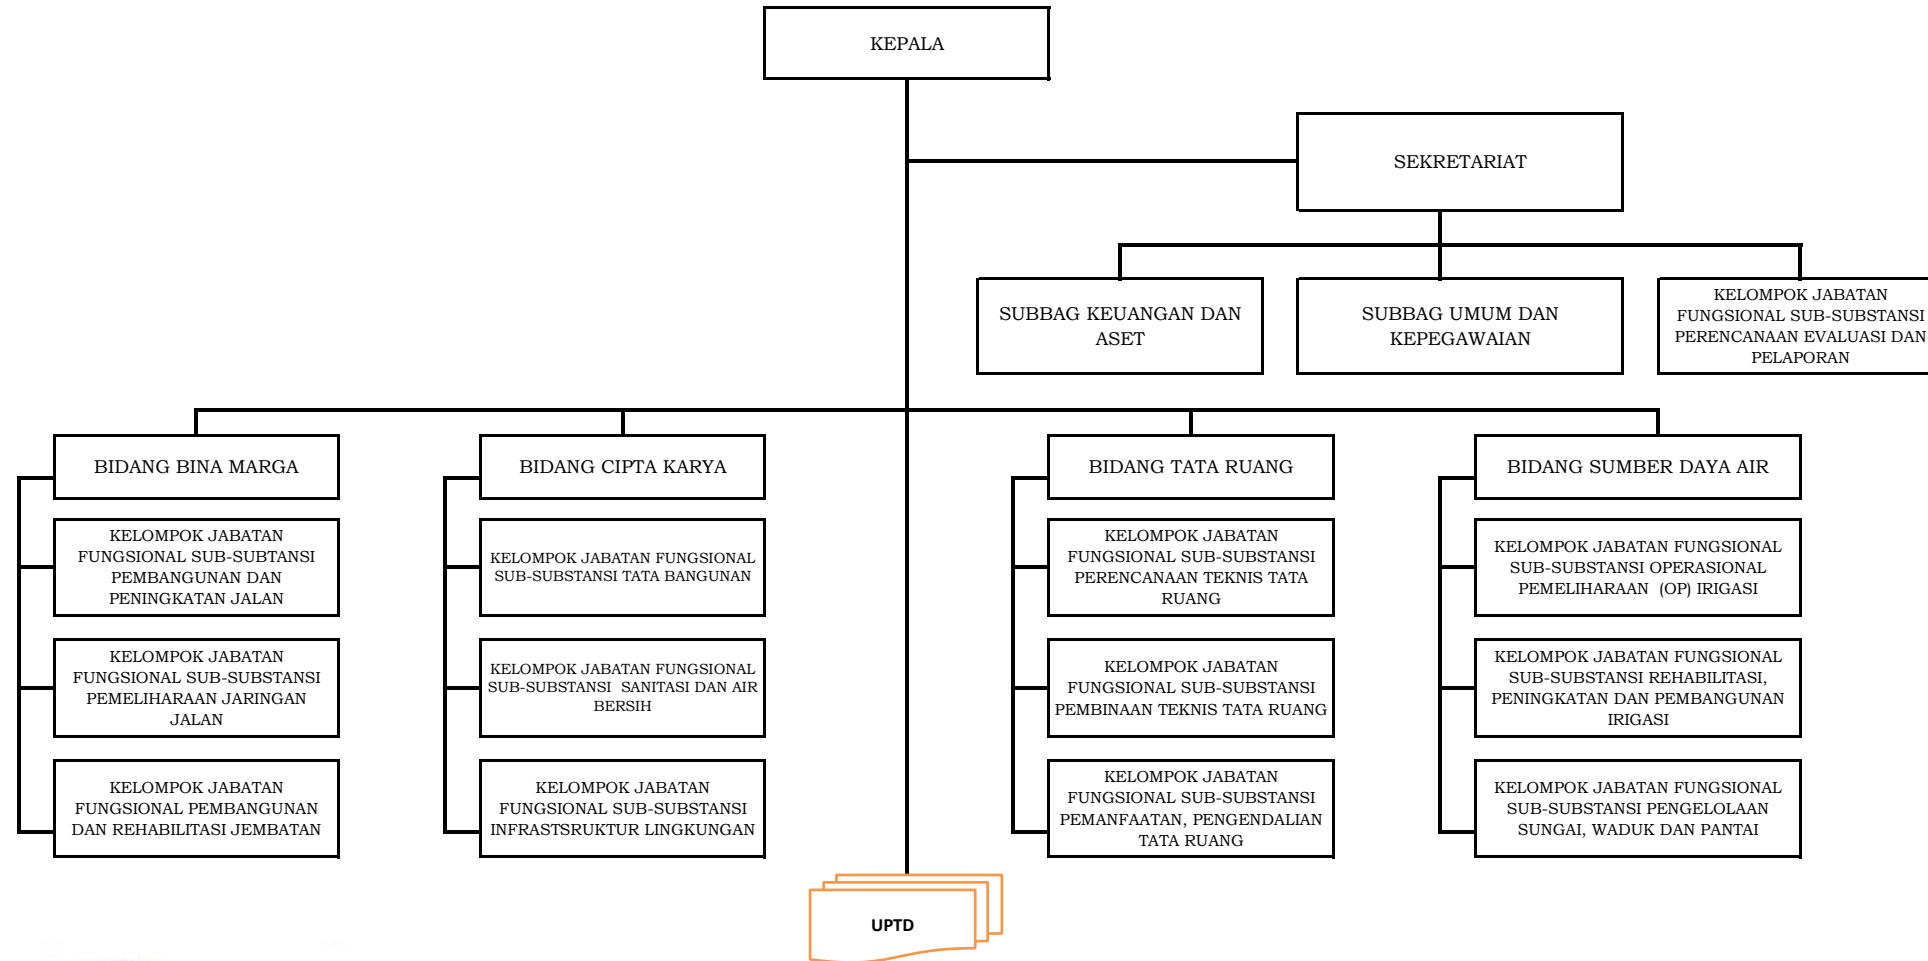 KEPALA
SEKRETARIAT
SUBBAG KEUANGAN DAN
ASET
SUBBAG UMUM DAN
KEPEGAWAIAN
KELOMPOK JABATAN
FUNGSIONAL SUB-SUBSTANSI
PERENCANAAN EVALUASI DAN
PELAPORAN
BIDANG BINA MARGA
KELOMPOK JABATAN
FUNGSIONAL SUB-SUBTANSI
PEMBANGUNAN DAN
PENINGKATAN JALAN
KELOMPOK JABATAN
FUNGSIONAL SUB-SUBSTANSI
PEMELIHARAAN JARINGAN
JALAN
KELOMPOK JABATAN
FUNGSIONAL PEMBANGUNAN
DAN REHABILITASI JEMBATAN
BIDANG CIPTA KARYA
KELOMPOK JABATAN FUNGSIONAL
SUB-SUBSTANSI TATA BANGUNAN
KELOMPOK JABATAN FUNGSIONAL
SUB-SUBSTANSI SANITASI DAN AIR
BERSIH
KELOMPOK JABATAN
FUNGSIONAL SUB-SUBSTANSI
INFRASTSRUKTUR LINGKUNGAN
BIDANG TATA RUANG
KELOMPOK JABATAN
FUNGSIONAL SUB-SUBSTANSI
PERENCANAAN TEKNIS TATA
RUANG
KELOMPOK JABATAN
FUNGSIONAL SUB-SUBSTANSI
PEMBINAAN TEKNIS TATA RUANG
KELOMPOK JABATAN
FUNGSIONAL SUB-SUBSTANSI
PEMANFAATAN, PENGENDALIAN
TATA RUANG
BIDANG SUMBER DAYA AIR
KELOMPOK JABATAN FUNGSIONAL
SUB-SUBSTANSI OPERASIONAL
PEMELIHARAAN (OP) IRIGASI
KELOMPOK JABATAN FUNGSIONAL
SUB-SUBSTANSI REHABILITASI,
PENINGKATAN DAN PEMBANGUNAN
IRIGASI
KELOMPOK JABATAN FUNGSIONAL
SUB-SUBSTANSI PENGELOLAAN
SUNGAI, WADUK DAN PANTAI
UPTD